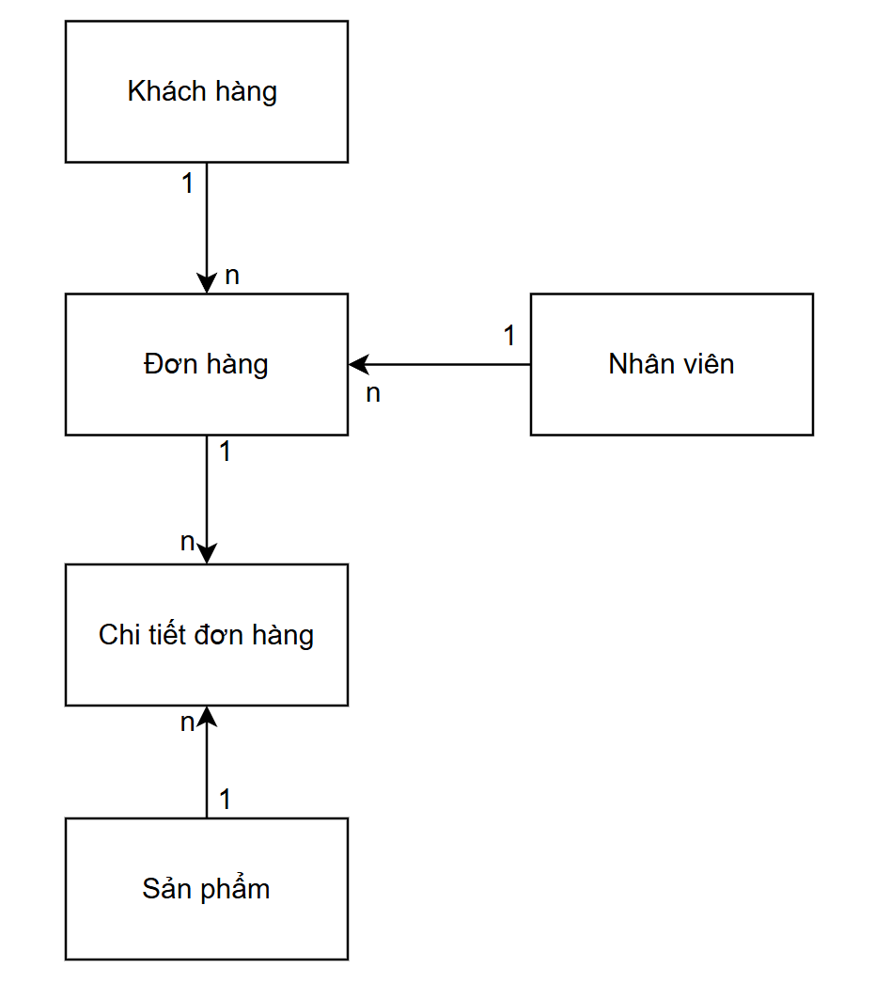 Khách hàng
1
n
Đơn hàng
1
n
Nhân viên
1
n
Chi tiết đơn hàng
n
1
Sản phẩm